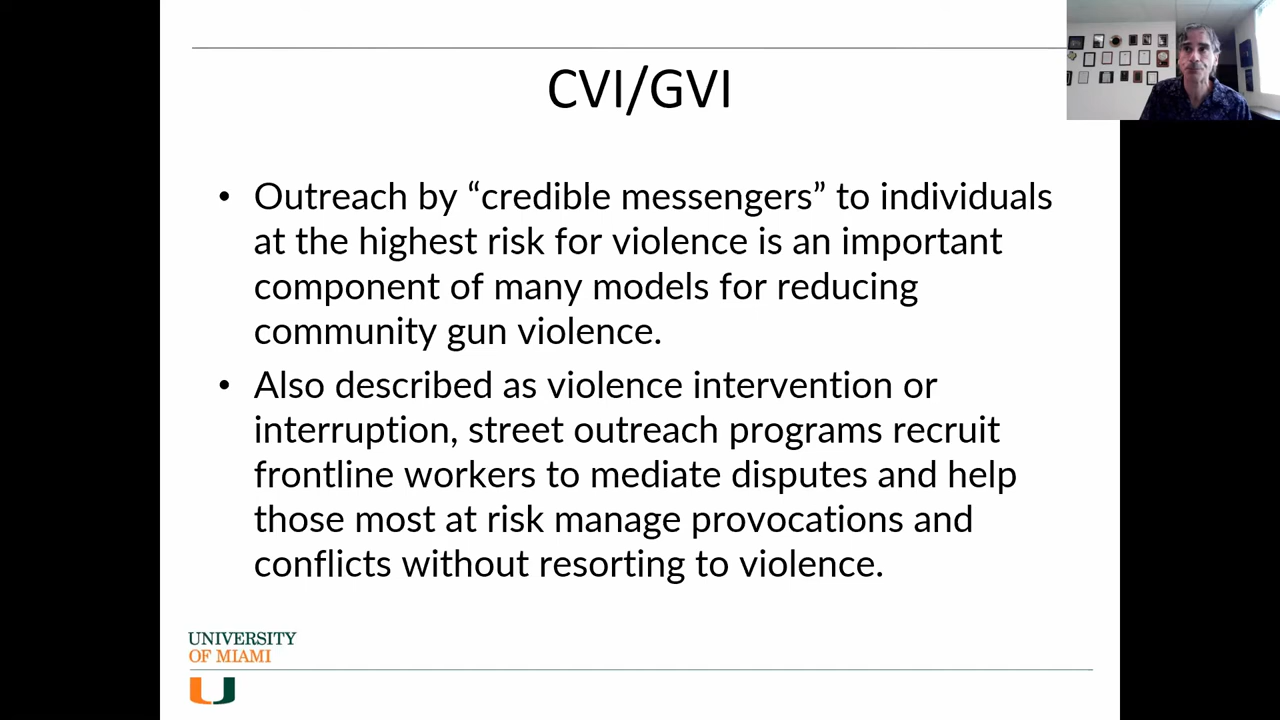 CVI/GVI
• Outreach by “credible messengers” to individuals
at the highest risk for violence is an important
component of many models for reducing
community gun violence.
• Also described as violence intervention or
interruption, street outreach programs recruit
frontline workers to mediate disputes and help
those most at risk manage provocations and
conflicts without resorting to violence.
UNIVERSITY
OF MIAMI